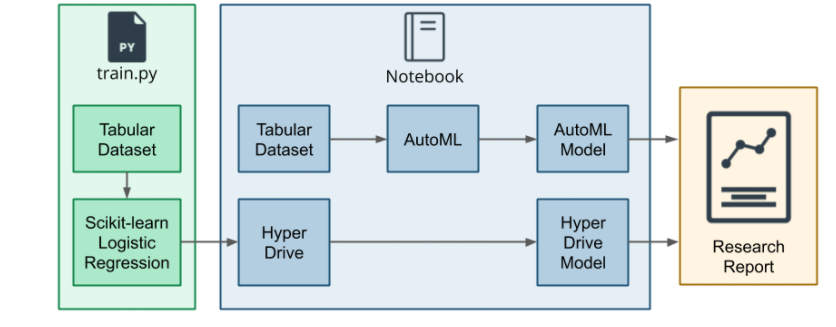 PY
train.py
Tabular
Dataset
Scikit-learn
Logistic
Regression
Notebook
Tabular
Dataset
AutoML
AutoML
Model
Hyper
Drive
Hyper
Drive
Model
Research
Report